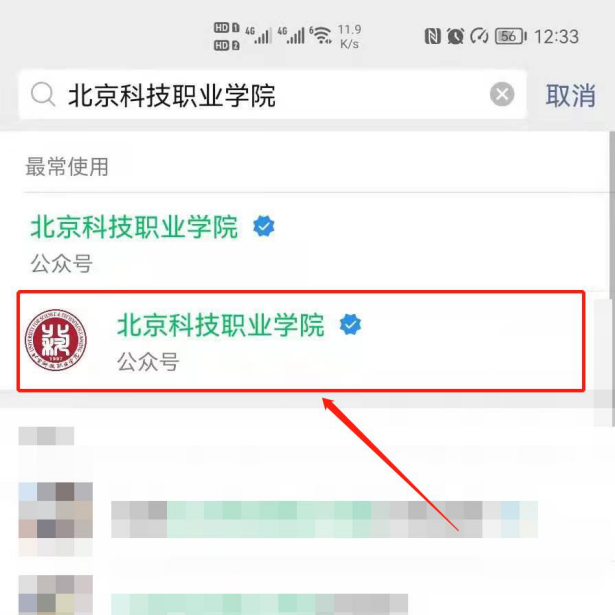 HD 1 4G 4G 6 11.9
HD 2 K/s
56 12:33
北京科技职业学院 取消
最常使用
北京科技职业学院
公众号
北京科技职业学院
公众号